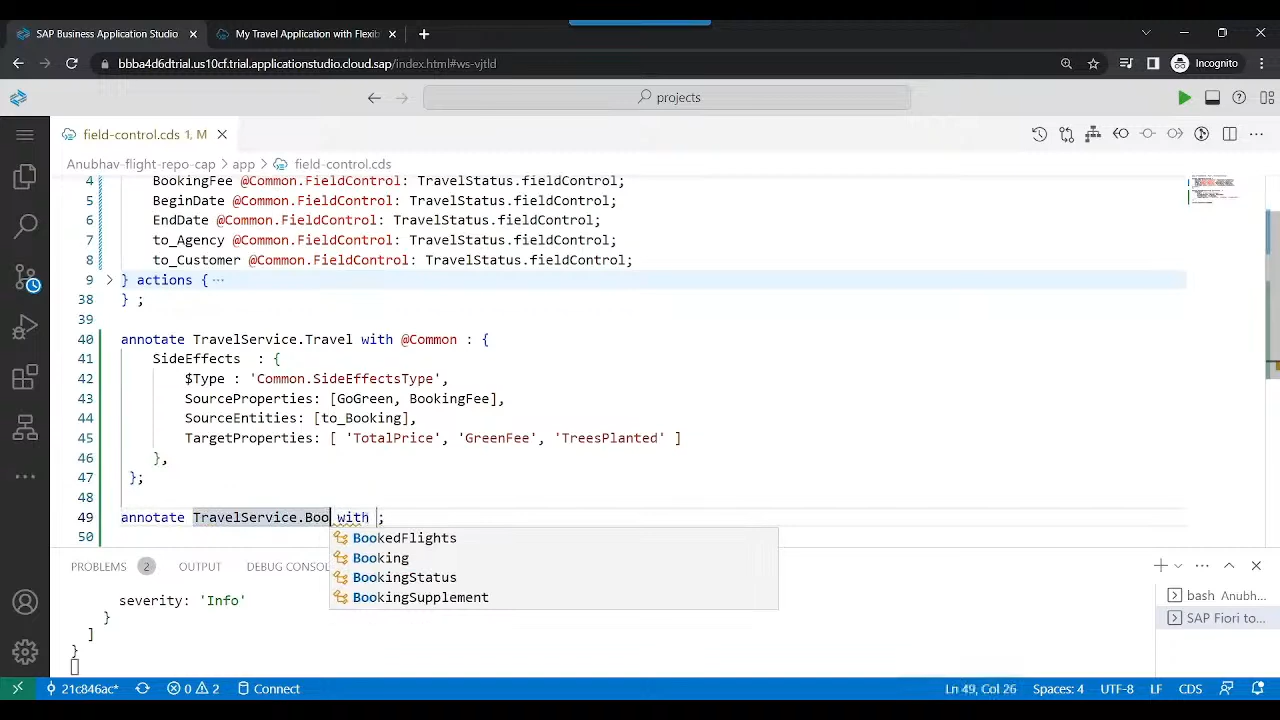 SAP Business Application Studio
My Travel Application with Flexib
bbba4d6dtrial.us10cf.trial.applicationstudio.cloud.sap/index.html#ws-vjtld
Incognito
projects
field-control.cds 1, M
Anubhav-flight-repo-cap > app > field-control.cds
4 BookingFee @Common.FieldControl: TravelStatus.fieldControl;
5 BeginDate @Common.FieldControl: TravelStatus.fieldControl;
6 EndDate @Common.FieldControl: TravelStatus.fieldControl;
7 to_Agency @Common.FieldControl: TravelStatus.fieldControl;
8 to_Customer @Common.FieldControl: TravelStatus.fieldControl;
9 } actions { ...
38 } ;
39
40 annotate TravelService.Travel with @Common : {
41 SideEffects  : {
42 $Type : 'Common.SideEffectsType',
43 SourceProperties: [GoGreen, BookingFee],
44 SourceEntities: [to_Booking],
45 TargetProperties: [ 'TotalPrice', 'GreenFee', 'TreesPlanted' ]
46 },
47 };
48
49 annotate TravelService.Boo with ;
50
BookedFlights
Booking
BookingStatus
BookingSupplement
PROBLEMS 2 OUTPUT DEBUG CONSOL
severity: 'Info'
}
]
}
bash Anubh...
SAP Fiori to...
21c846ac* 0 2 Connect Ln 49, Col 26 Spaces: 4 UTF-8 LF CDS